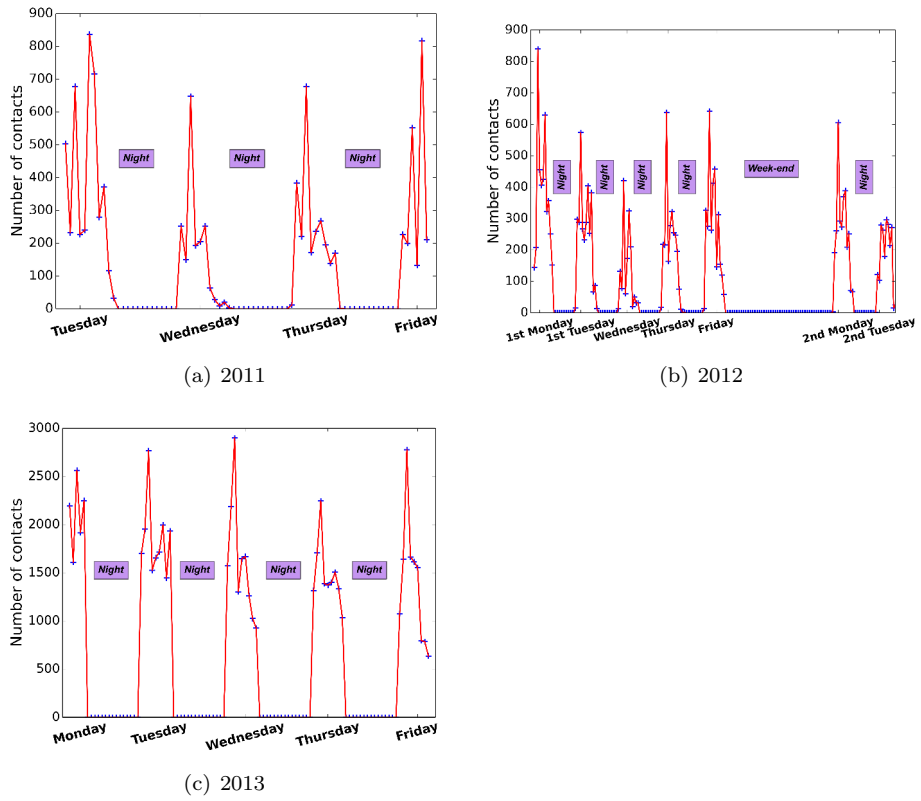 900
800
700
600
500
400
300
200
100
0
Number of contacts
Night
Night
Night
Tuesday
Wednesday
Thursday
Friday
(a) 2011
900
800
700
600
500
400
300
200
100
0
Number of contacts
Night
Night
Night
Night
Week-end
Night
1st Monday
1st Tuesday
Wednesday
Thursday
Friday
2nd Monday
2nd Tuesday
(b) 2012
3000
2500
2000
1500
1000
500
0
Number of contacts
Night
Night
Night
Night
Monday
Tuesday
Wednesday
Thursday
Friday
(c) 2013